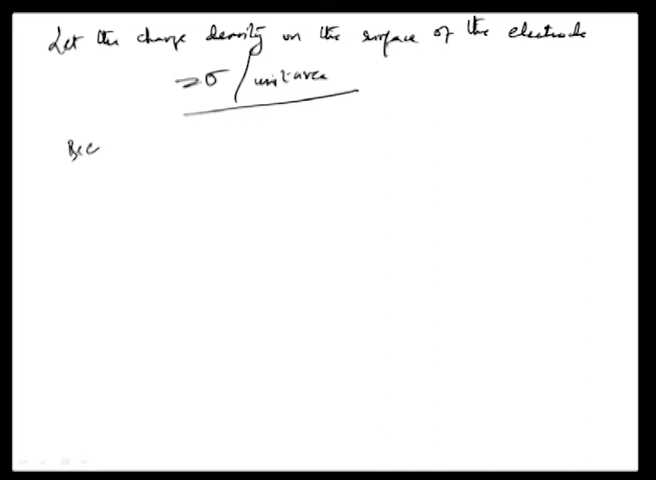 Let the charge density on the surface of the electrode
= σ / unit area
Bec